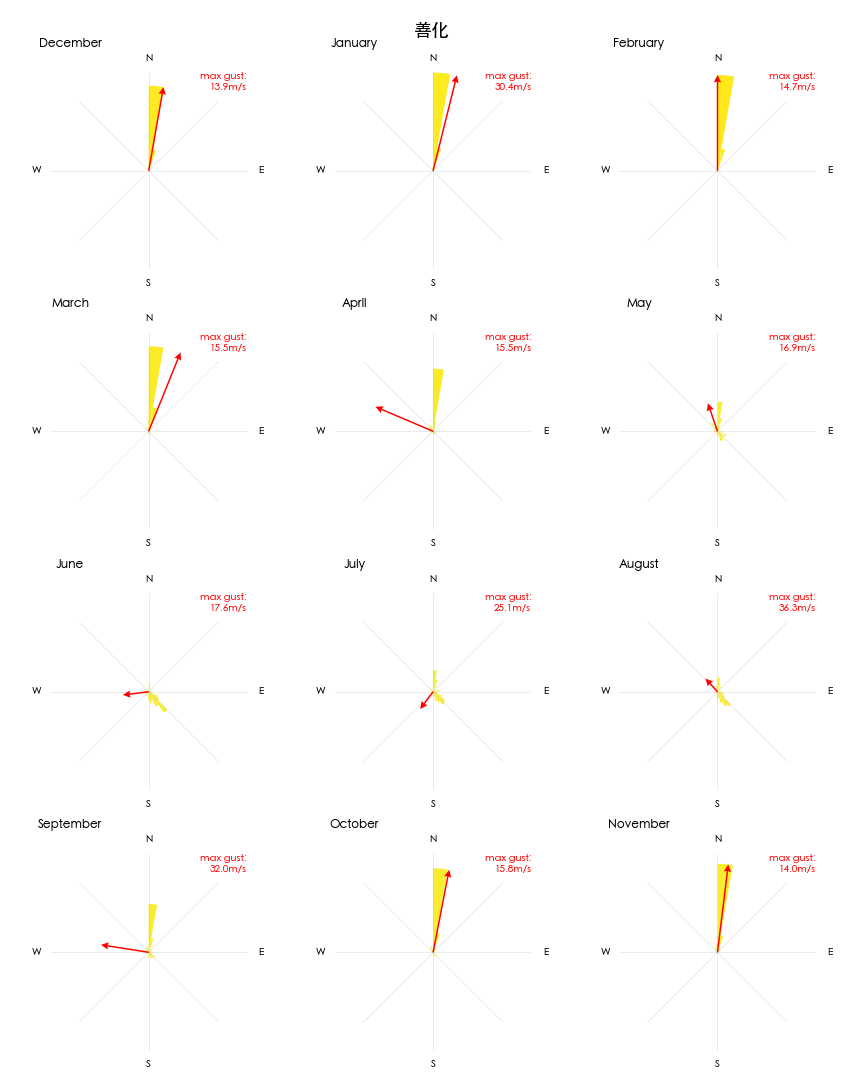 善化
December
N
max gust:
13.9m/s
W
E
S
January
N
max gust:
30.4m/s
W
E
S
February
N
max gust:
14.7m/s
W
E
S
March
N
max gust:
15.5m/s
W
E
S
April
N
max gust:
15.5m/s
W
E
S
May
N
max gust:
16.9m/s
W
E
S
June
N
max gust:
17.6m/s
W
E
S
July
N
max gust:
25.1m/s
W
E
S
August
N
max gust:
36.3m/s
W
E
S
September
N
max gust:
32.0m/s
W
E
S
October
N
max gust:
15.8m/s
W
E
S
November
N
max gust:
14.0m/s
W
E
S